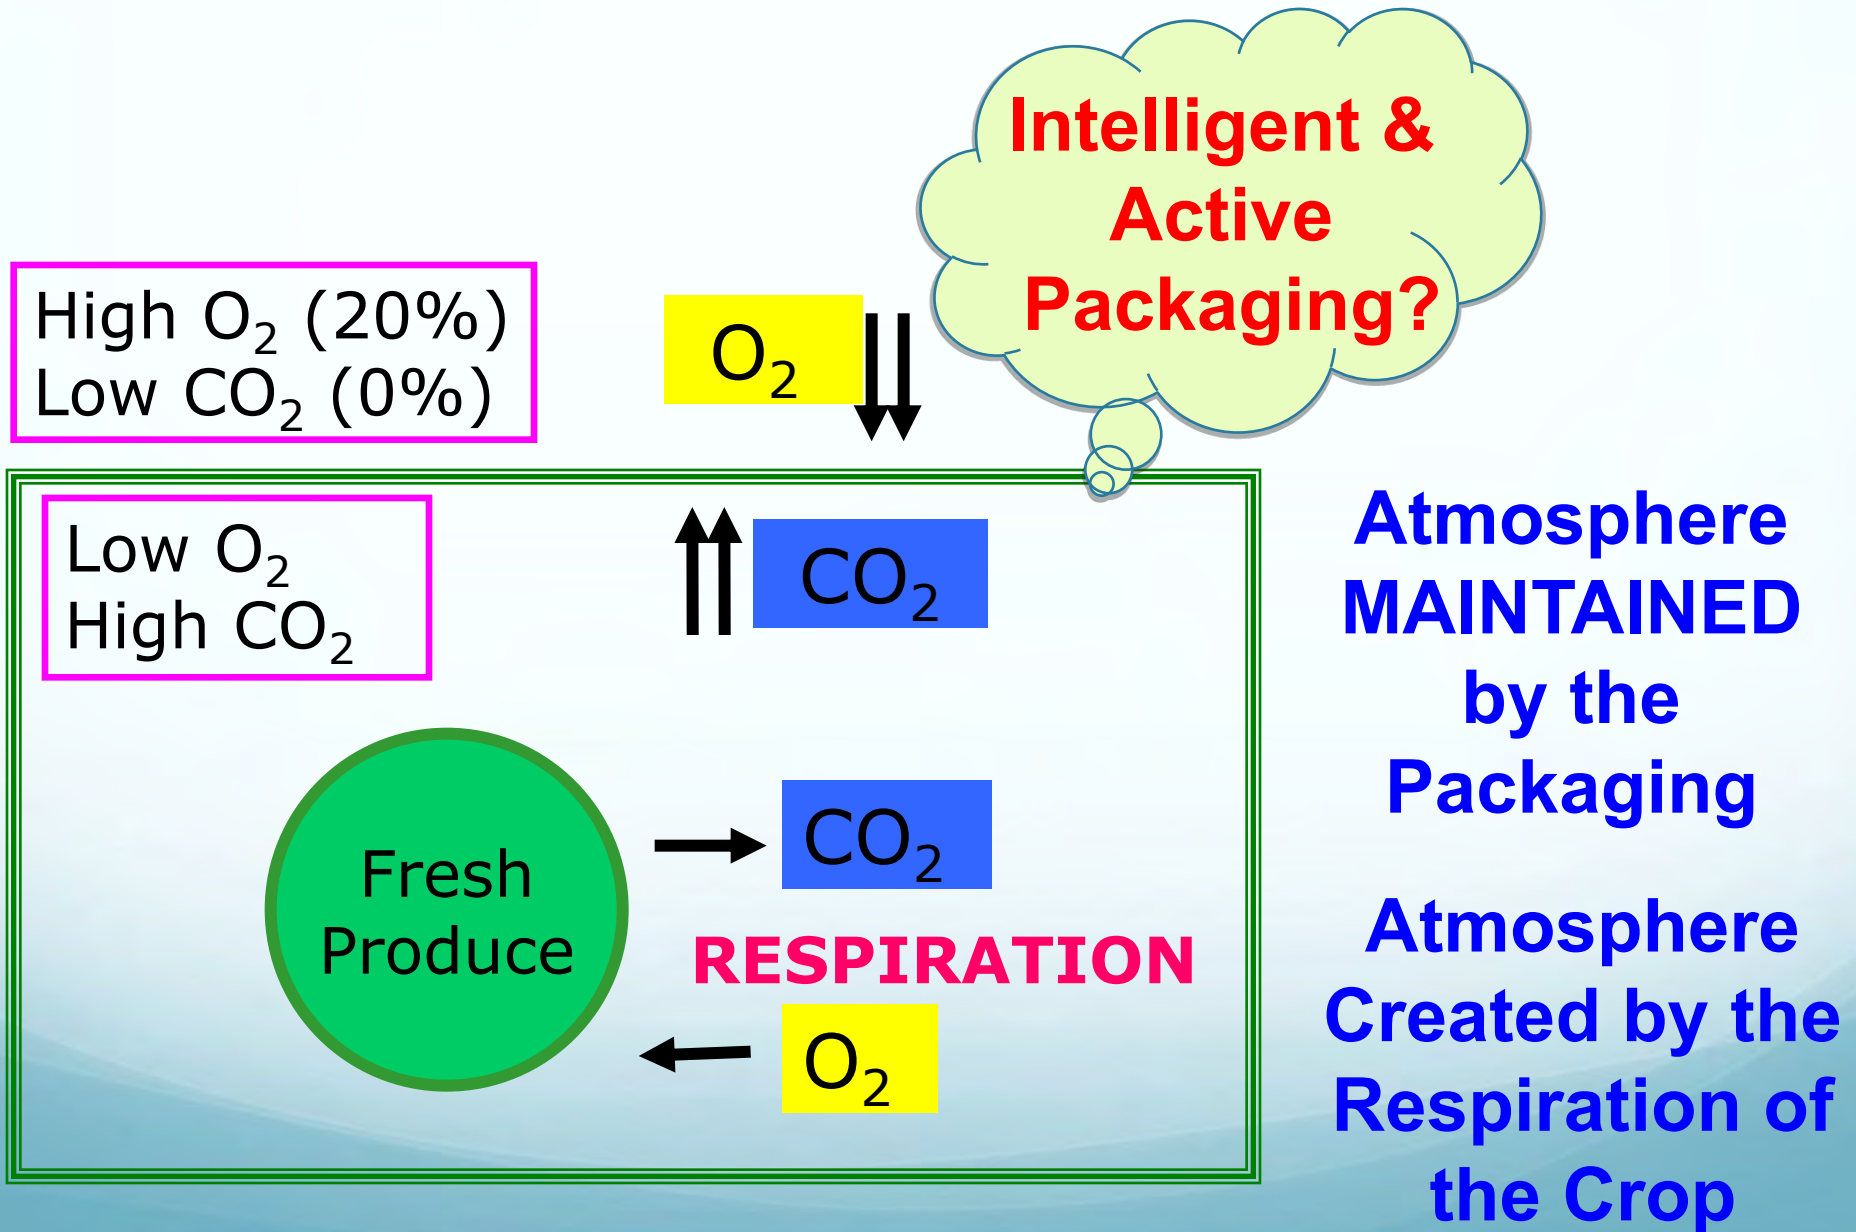 Intelligent &
Active
Packaging?
High O₂ (20%)
Low CO₂ (0%)
O₂
Low O₂
High CO₂
CO₂
Atmosphere
MAINTAINED
by the
Packaging
Fresh
Produce
CO₂
RESPIRATION
O₂
Atmosphere
Created by the
Respiration of
the Crop